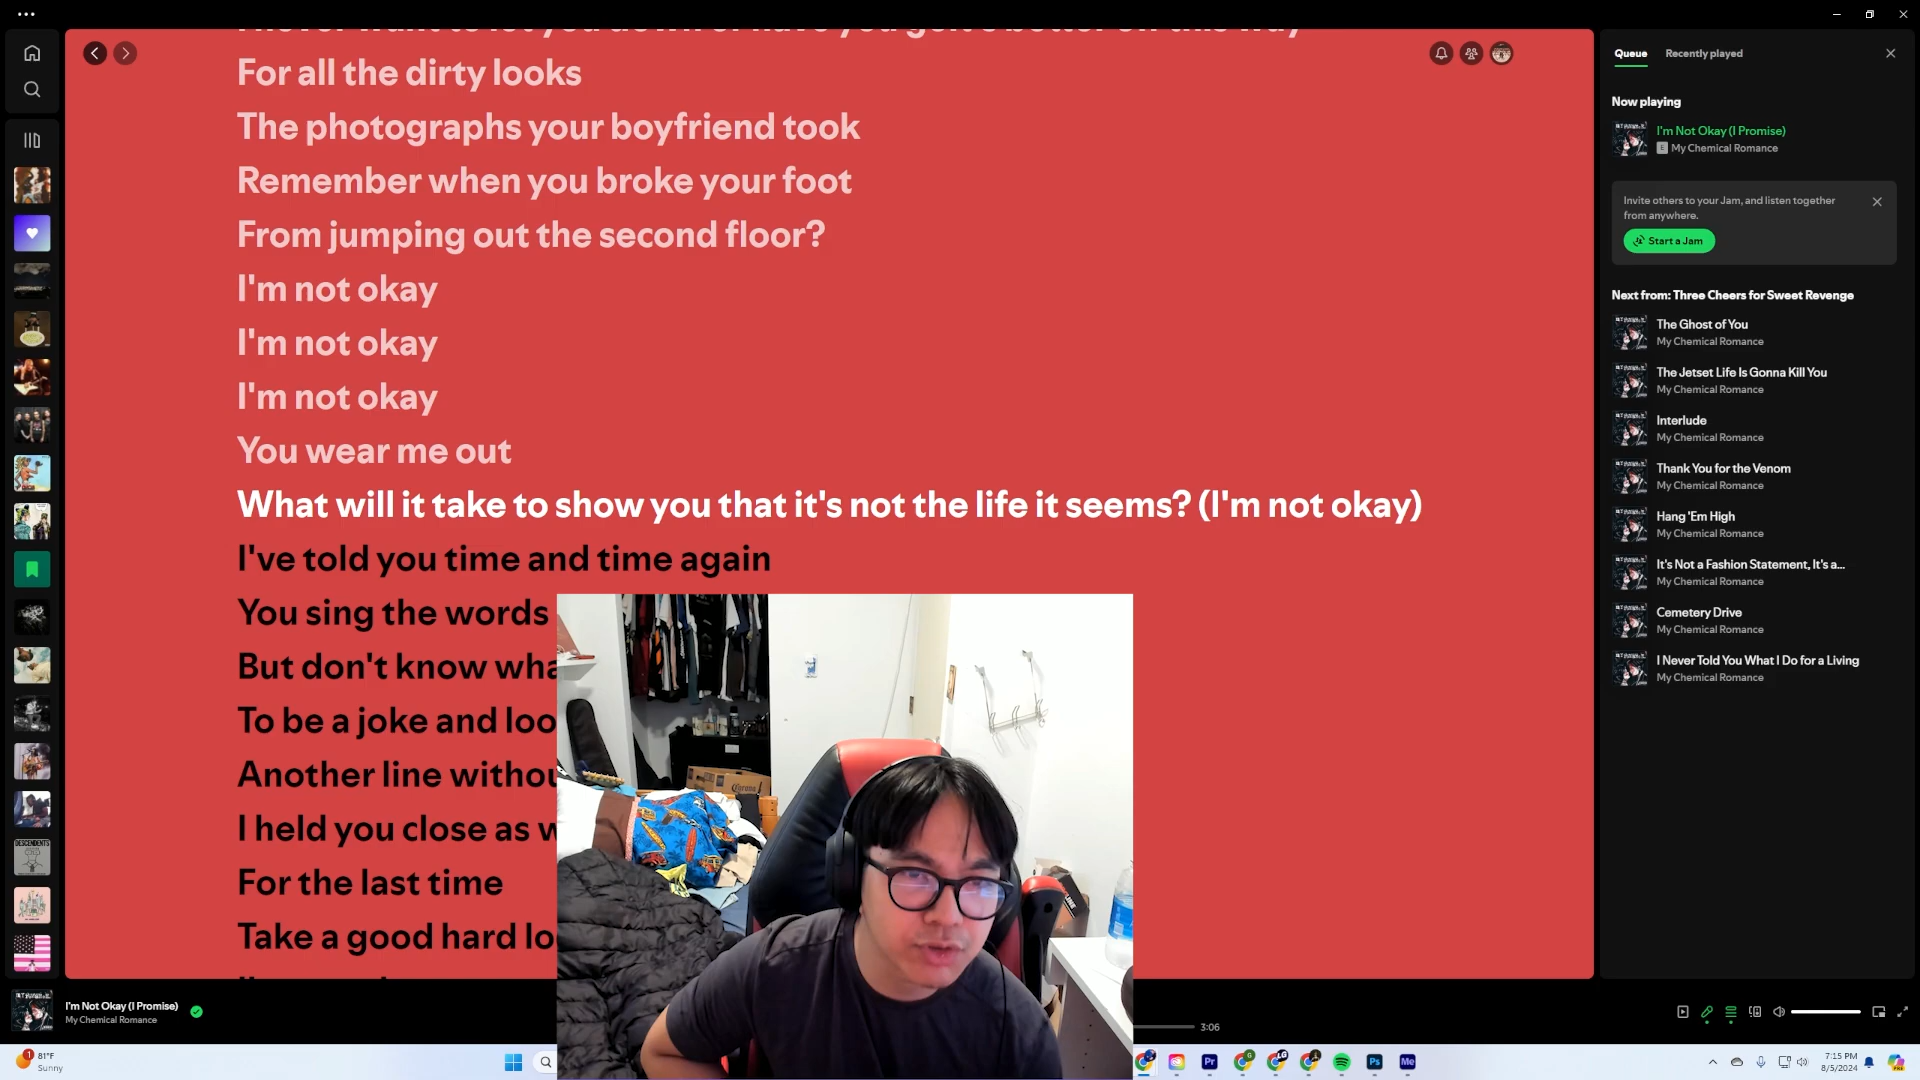 For all the dirty looks
The photographs your boyfriend took
Remember when you broke your foot
From jumping out the second floor?
I'm not okay
I'm not okay
I'm not okay
You wear me out
What will it take to show you that it's not the life it seems? (I'm not okay)
I've told you time and time again
You sing the words
But don't know wha
To be a joke and loo
Another line withou
I held you close as w
For the last time
Take a good hard lo
Queue
Recently played
Now playing
I'm Not Okay (I Promise)
E My Chemical Romance
Invite others to your Jam, and listen together
from anywhere.
Start a Jam
Next from: Three Cheers for Sweet Revenge
The Ghost of You
My Chemical Romance
The Jetset Life Is Gonna Kill You
My Chemical Romance
Interlude
My Chemical Romance
Thank You for the Venom
My Chemical Romance
Hang 'Em High
My Chemical Romance
It's Not a Fashion Statement, It's a...
My Chemical Romance
Cemetery Drive
My Chemical Romance
I Never Told You What I Do for a Living
My Chemical Romance
DESCENDENTS
Corona
I'm Not Okay (I Promise)
My Chemical Romance
3:06
1
81°F
Sunny
G
LG
Pr
Ps
Me
7:15 PM
8/5/2024